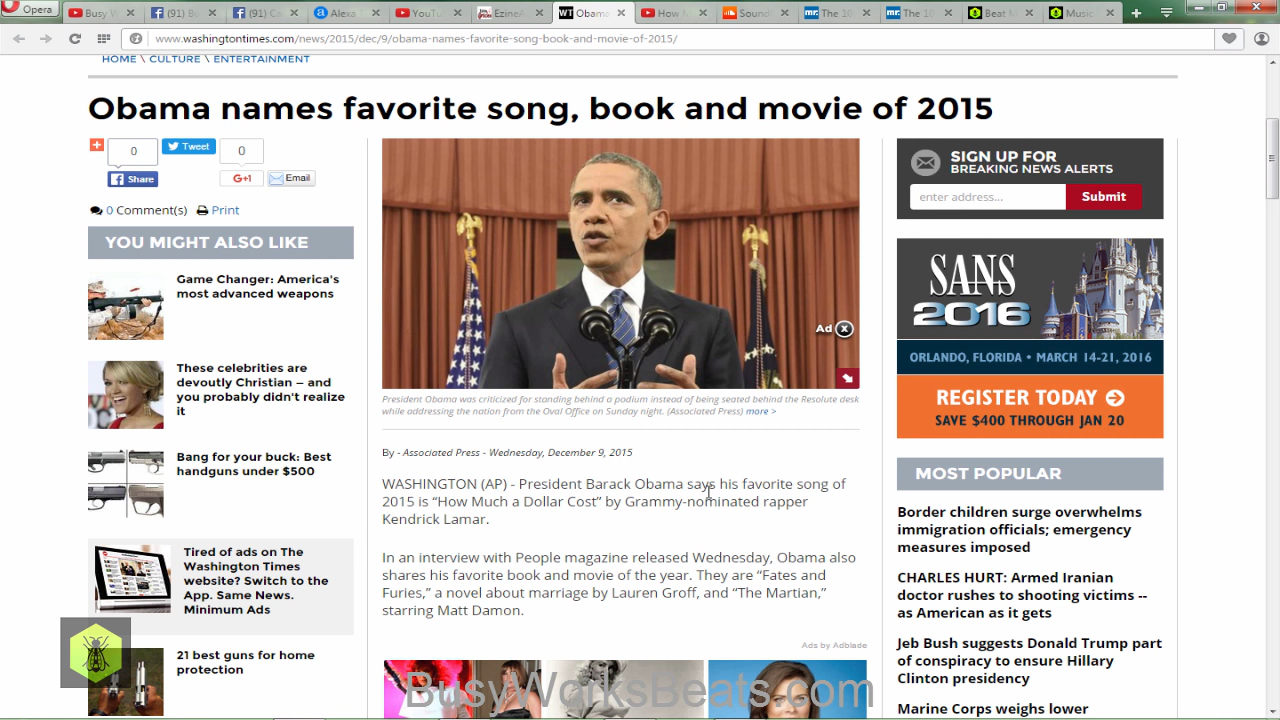 Opera
Busy W
(91) B
(91) C
Alexa
YouTu
EzineA
WT Obama
How M
Sound
The 10
The 10
Beat M
Music
www.washingtontimes.com/news/2015/dec/9/obama-names-favorite-song-book-and-movie-of-2015/
HOME \ CULTURE \ ENTERTAINMENT
Obama names favorite song, book and movie of 2015
0
Tweet
0
Share
G+1
Email
0 Comment(s) Print
YOU MIGHT ALSO LIKE
Game Changer: America's
most advanced weapons
These celebrities are
devoutly Christian — and
you probably didn't realize
it
Bang for your buck: Best
handguns under $500
Tired of ads on The
Washington Times
website? Switch to the
App. Same News.
Minimum Ads
21 best guns for home
protection
Ad X
President Obama was criticized for standing behind a podium instead of being seated behind the Resolute desk
while addressing the nation from the Oval Office on Sunday night. (Associated Press) more >
By - Associated Press - Wednesday, December 9, 2015
WASHINGTON (AP) - President Barack Obama says his favorite song of
2015 is “How Much a Dollar Cost” by Grammy-nominated rapper
Kendrick Lamar.
In an interview with People magazine released Wednesday, Obama also
shares his favorite book and movie of the year. They are “Fates and
Furies,” a novel about marriage by Lauren Groff, and “The Martian,”
starring Matt Damon.
Ads by Adblade
BusyWorksBeats.com
SIGN UP FOR
BREAKING NEWS ALERTS
enter address...
Submit
SANS
2016
ORLANDO, FLORIDA • MARCH 14-21, 2016
REGISTER TODAY
SAVE $400 THROUGH JAN 20
MOST POPULAR
Border children surge overwhelms
immigration officials; emergency
measures imposed
CHARLES HURT: Armed Iranian
doctor rushes to shooting victims --
as American as it gets
Jeb Bush suggests Donald Trump part
of conspiracy to ensure Hillary
Clinton presidency
Marine Corps weighs lower